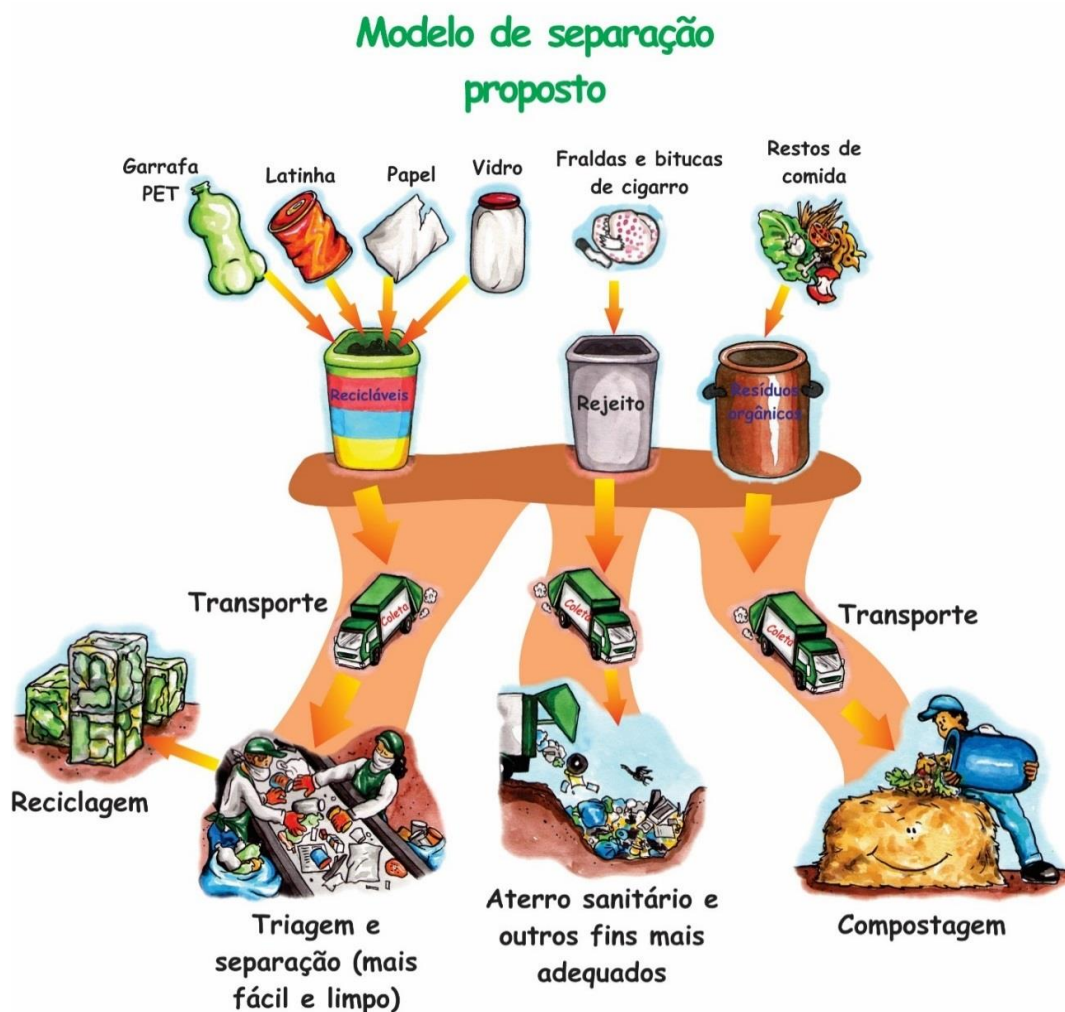 Modelo de separação
proposto
Garrafa
PET
Latinha
Papel
Vidro
Fraldas e bitucas
de cigarro
Restos de
comida
Recicláveis
Rejeito
Resíduos
orgânicos
Transporte
Coleta
Coleta
Coleta
Transporte
Reciclagem
Triagem e
separação (mais
fácil e limpo)
Aterro sanitário e
outros fins mais
adequados
Compostagem